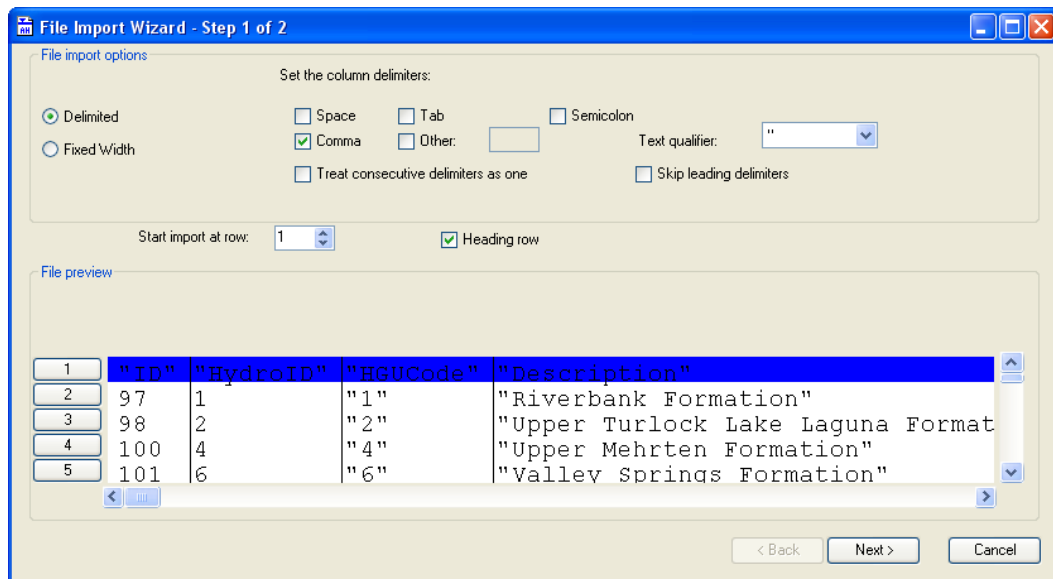 File Import Wizard - Step 1 of 2
File import options
Set the column delimiters:
Delimited
Space
Tab
Semicolon
Fixed Width
Comma
Other:
Text qualifier:
"
Treat consecutive delimiters as one
Skip leading delimiters
Start import at row:
1
Heading row
File preview
1 "ID" "HydroID" "HGUCode" "Description"
2 97 1 "1" "Riverbank Formation"
3 98 2 "2" "Upper Turlock Lake Laguna Format
4 100 4 "4" "Upper Mehrten Formation"
5 101 6 "6" "Valley Springs Formation"
< Back
Next >
Cancel